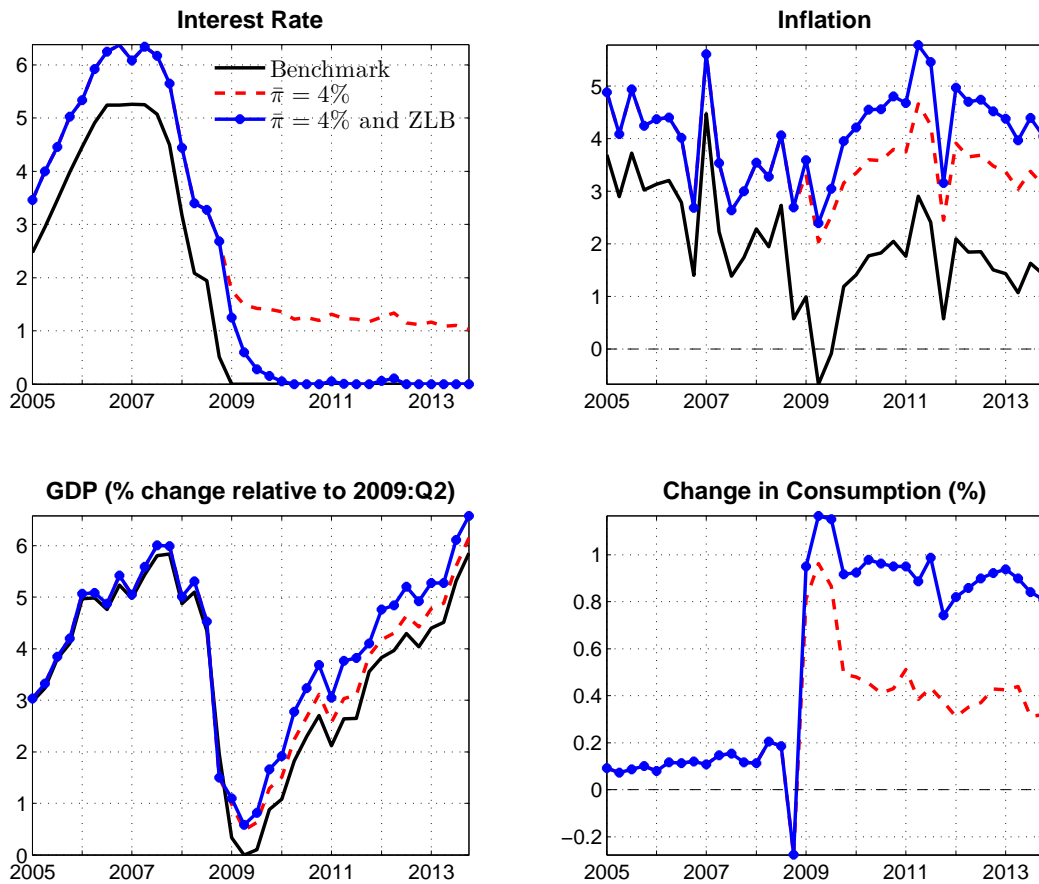 Interest Rate
6
5
4
3
2
1
0
2005 2007 2009 2011 2013
Benchmark
π̄ = 4%
π̄ = 4% and ZLB
Inflation
5
4
3
2
1
0
2005 2007 2009 2011 2013
GDP (% change relative to 2009:Q2)
6
5
4
3
2
1
0
2005 2007 2009 2011 2013
Change in Consumption (%)
1
0.8
0.6
0.4
0.2
0
−0.2
2005 2007 2009 2011 2013